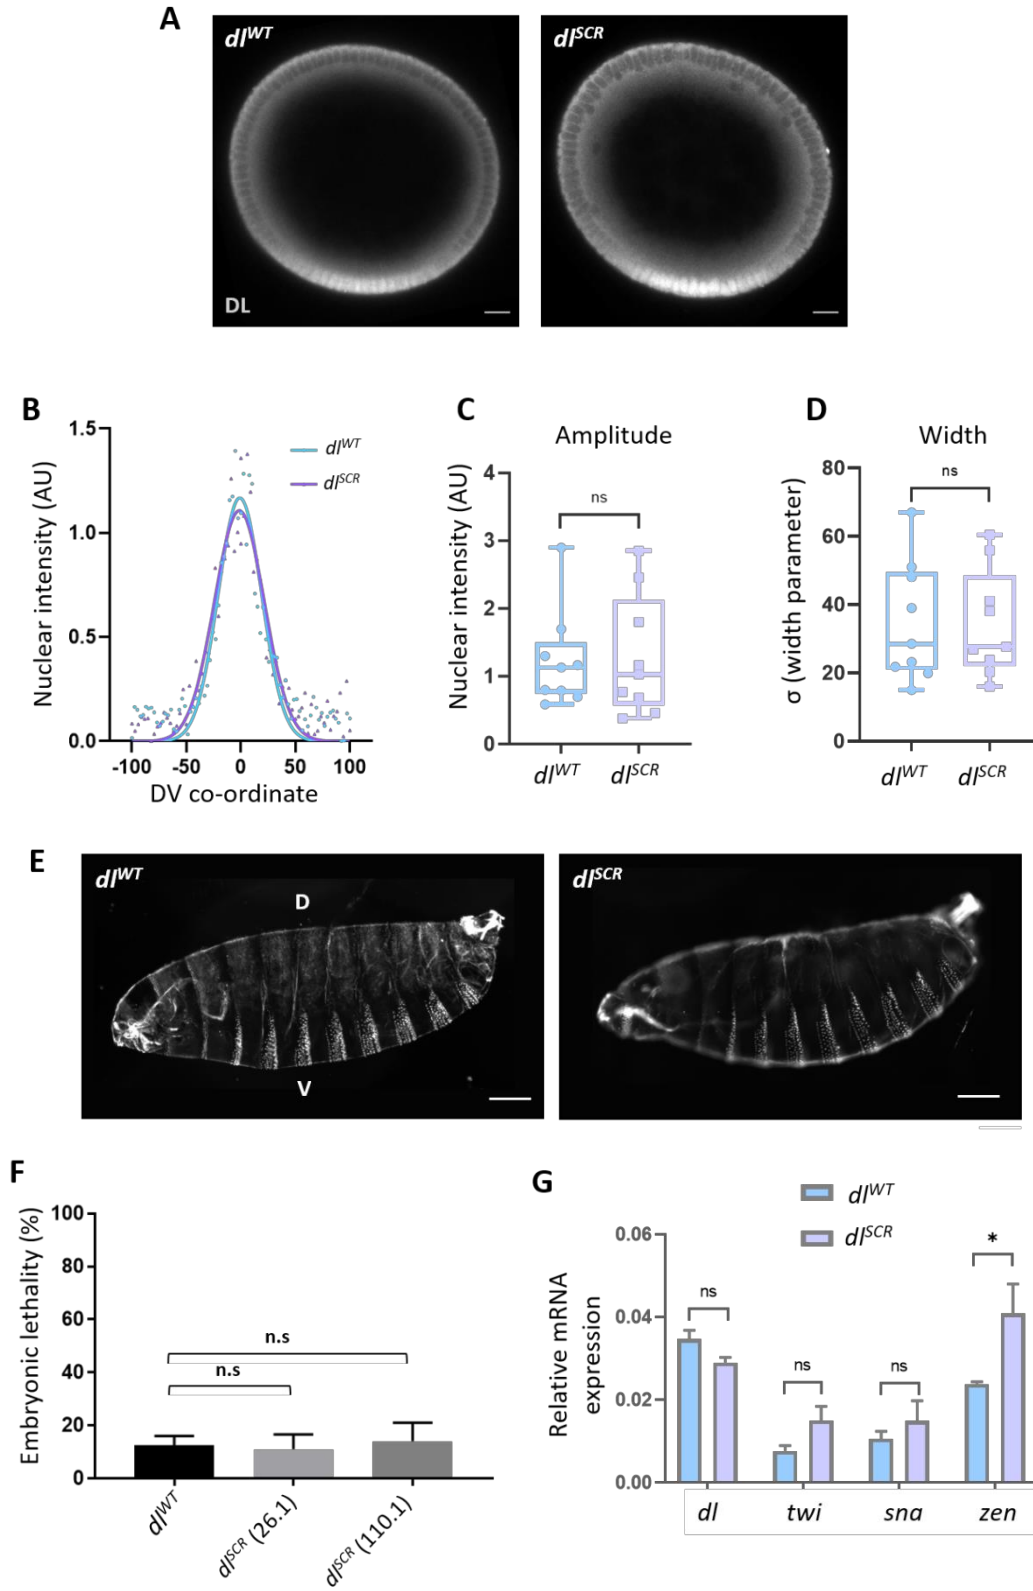 A
dl^WT
dl^SCR
DL
B
1.5
1.0
0.5
0.0
Nuclear intensity (AU)
dl^WT
dl^SCR
-100 -50 0 50 100
DV co-ordinate
C
Amplitude
4
3
2
1
0
Nuclear intensity (AU)
ns
dl^WT dl^SCR
D
Width
80
60
40
20
0
σ (width parameter)
ns
dl^WT dl^SCR
E
dl^WT
D
V
dl^SCR
F
100
80
60
40
20
0
Embryonic lethality (%)
n.s
n.s
dl^WT
dl^SCR (26.1)
dl^SCR (110.1)
G
dl^WT
dl^SCR
0.06
0.04
0.02
0.00
Relative mRNA
expression
ns
ns
ns
*
dl twi sna zen